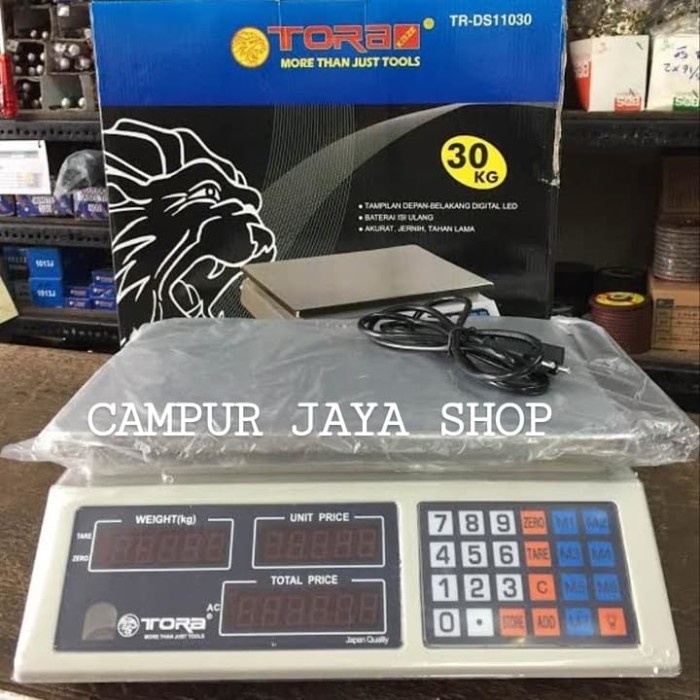 TORA
KRISBOW
TR-DS11030
MORE THAN JUST TOOLS
30
KG
• TAMPILAN DEPAN-BELAKANG DIGITAL LED
• BATERAI ISI ULANG
• AKURAT, JERNIH, TAHAN LAMA
CAMPUR JAYA SHOP
WEIGHT(kg)
UNIT PRICE
TARE
ZERO
TOTAL PRICE
AC
TORA
MORE THAN JUST TOOLS
Japan Quality
7 8 9 ZERO M1 M2
4 5 6 TARE M3 M4
1 2 3 C M5 M6
0 . STORE ADD M7